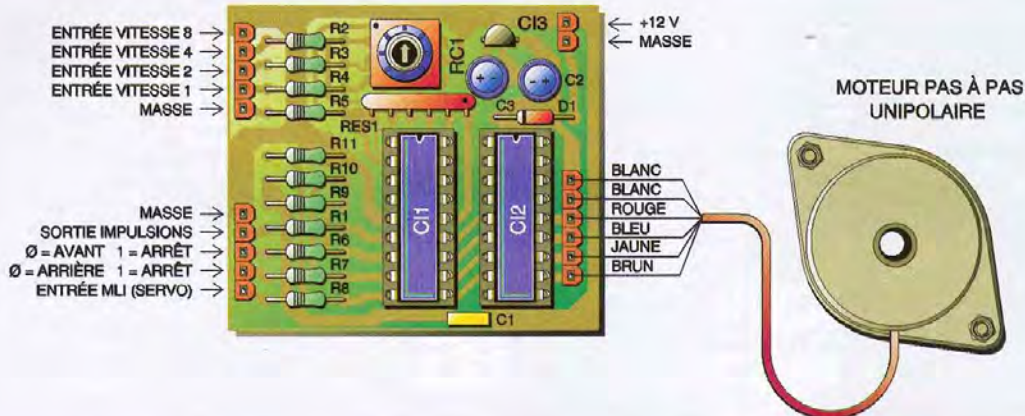 ENTRÉE VITESSE 8
ENTRÉE VITESSE 4
ENTRÉE VITESSE 2
ENTRÉE VITESSE 1
MASSE
MASSE
SORTIE IMPULSIONS
Ø = AVANT 1 = ARRÊT
Ø = ARRIÈRE 1 = ARRÊT
ENTRÉE MLI (SERVO)
R2
R3
R4
R5
RES1
R11
R10
R9
R1
R6
R7
R8
RC1
CI3
C2
C3
D1
CI1
CI2
C1
+12 V
MASSE
BLANC
BLANC
ROUGE
BLEU
JAUNE
BRUN
MOTEUR PAS À PAS
UNIPOLAIRE